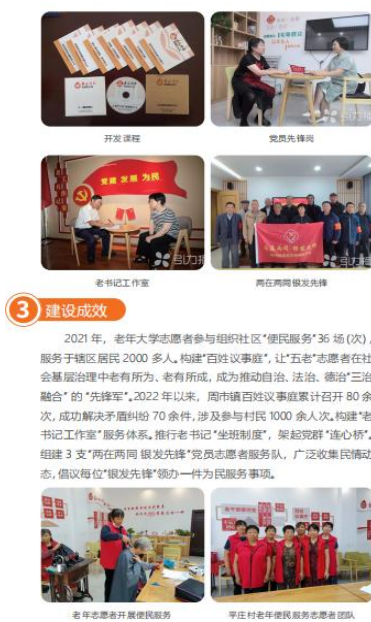 开发课程
党员先锋岗
党建 发展 为民
老书记工作室
两在两同银发先锋
3 建设成效
2021 年，老年大学志愿者参与组织社区“便民服务”36 场（次），
服务于辖区居民 2000 多人。构建“百姓议事庭”，让“五老”志愿者在社
会基层治理中老有所为、老有所成，成为推动自治、法治、德治“三治
融合” 的 “先锋军”。2022 年以来，周市镇百姓议事庭累计召开 80 余
次，成功解决矛盾纠纷 70 余件，涉及参与村民 1000 余人次。构建“老
书记工作室”服务体系。推行老书记 “坐班制度”，架起党群 “连心桥”。
组建 3 支“两在两同 银发先锋”党员志愿者服务队，广泛收集民情动
态，倡议每位“银发先锋”领办一件为民服务事项。
老年志愿者开展便民服务
平庄村老年便民服务志愿者团队